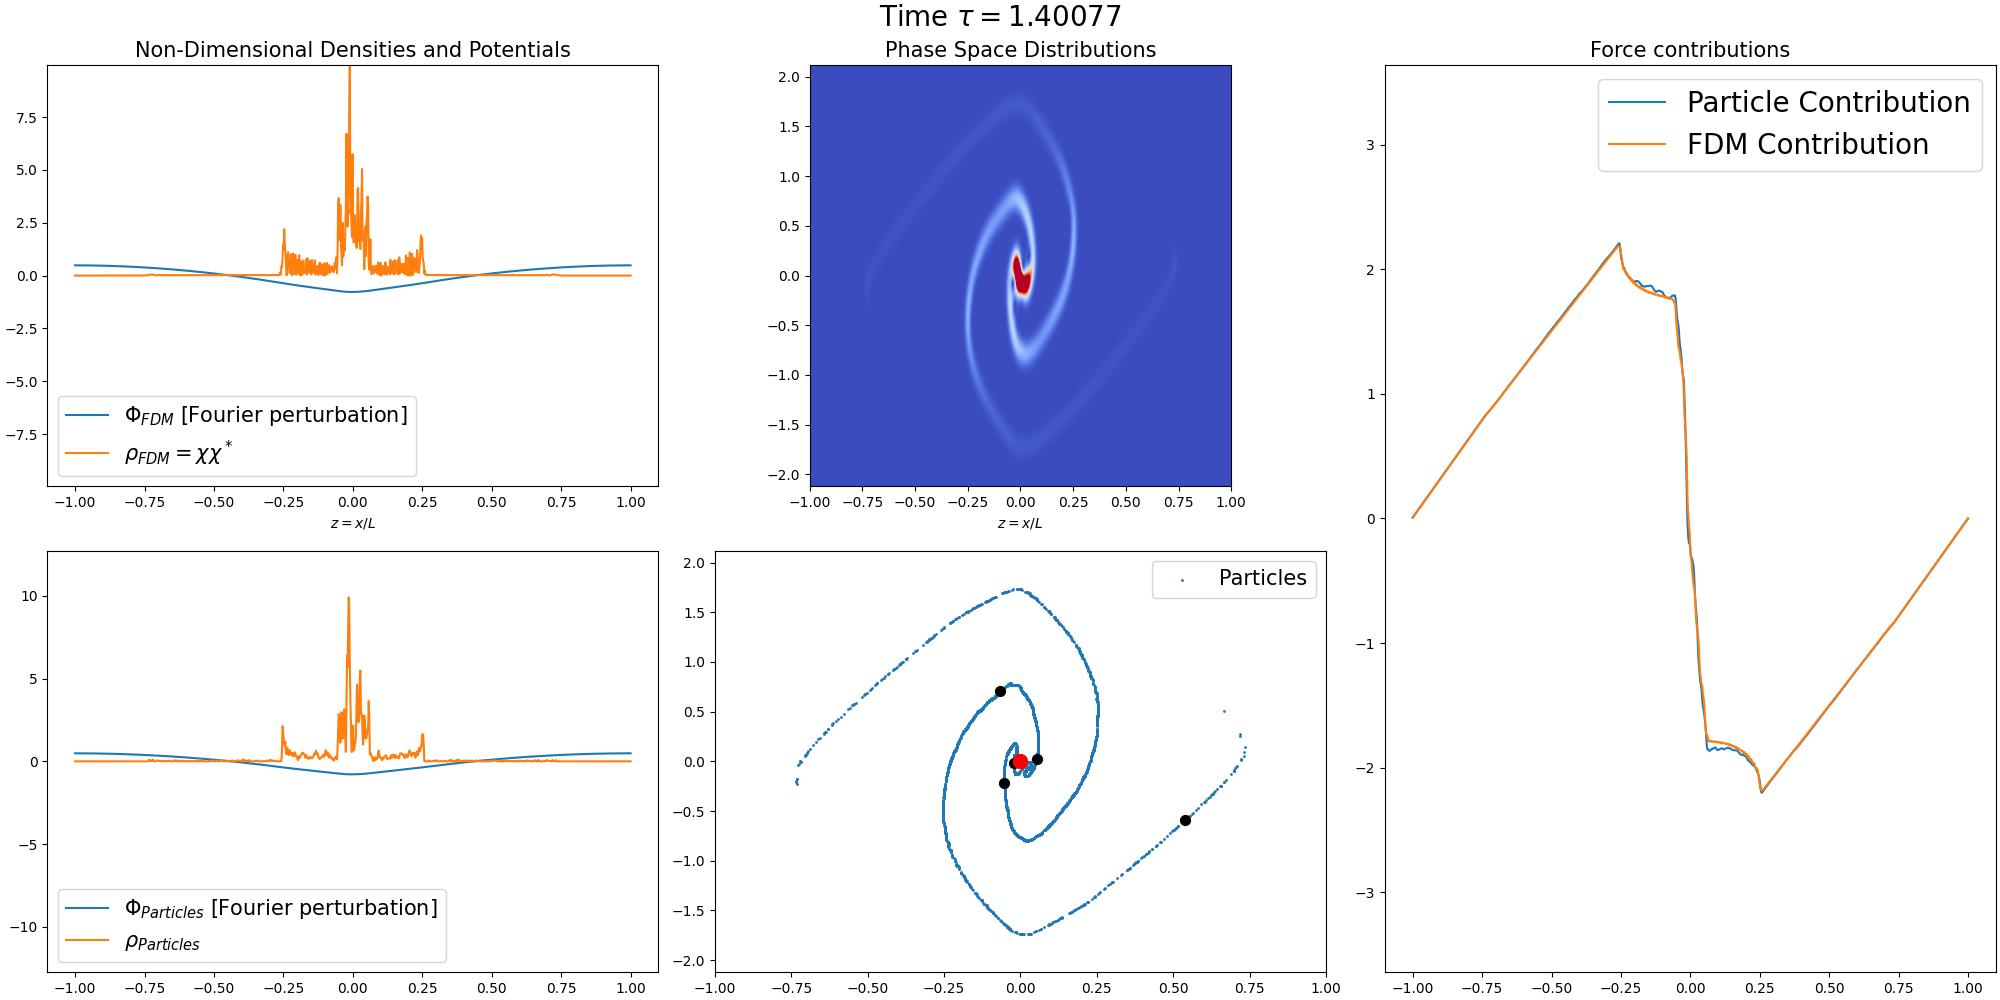 Time τ = 1.40077
Non-Dimensional Densities and Potentials
7.5
5.0
2.5
0.0
−2.5
−5.0
−7.5
Φ_FDM [Fourier perturbation]
ρ_FDM = χχ*
−1.00 −0.75 −0.50 −0.25 0.00 0.25 0.50 0.75 1.00
z = x/L
Phase Space Distributions
2.0
1.5
1.0
0.5
0.0
−0.5
−1.0
−1.5
−2.0
−1.00 −0.75 −0.50 −0.25 0.00 0.25 0.50 0.75 1.00
z = x/L
Force contributions
Particle Contribution
FDM Contribution
3
2
1
0
−1
−2
−3
−1.00 −0.75 −0.50 −0.25 0.00 0.25 0.50 0.75 1.00
10
5
0
−5
−10
Φ_Particles [Fourier perturbation]
ρ_Particles
−1.00 −0.75 −0.50 −0.25 0.00 0.25 0.50 0.75 1.00
Particles
2.0
1.5
1.0
0.5
0.0
−0.5
−1.0
−1.5
−2.0
−1.00 −0.75 −0.50 −0.25 0.00 0.25 0.50 0.75 1.00